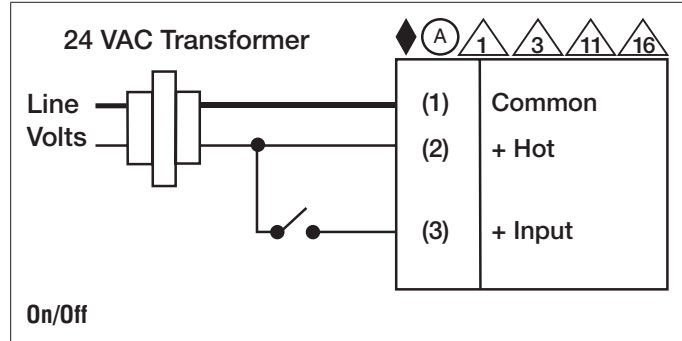 24 VAC Transformer
A 1 3 11 16
Line
Volts
(1) Common
(2) + Hot
(3) + Input
On/Off